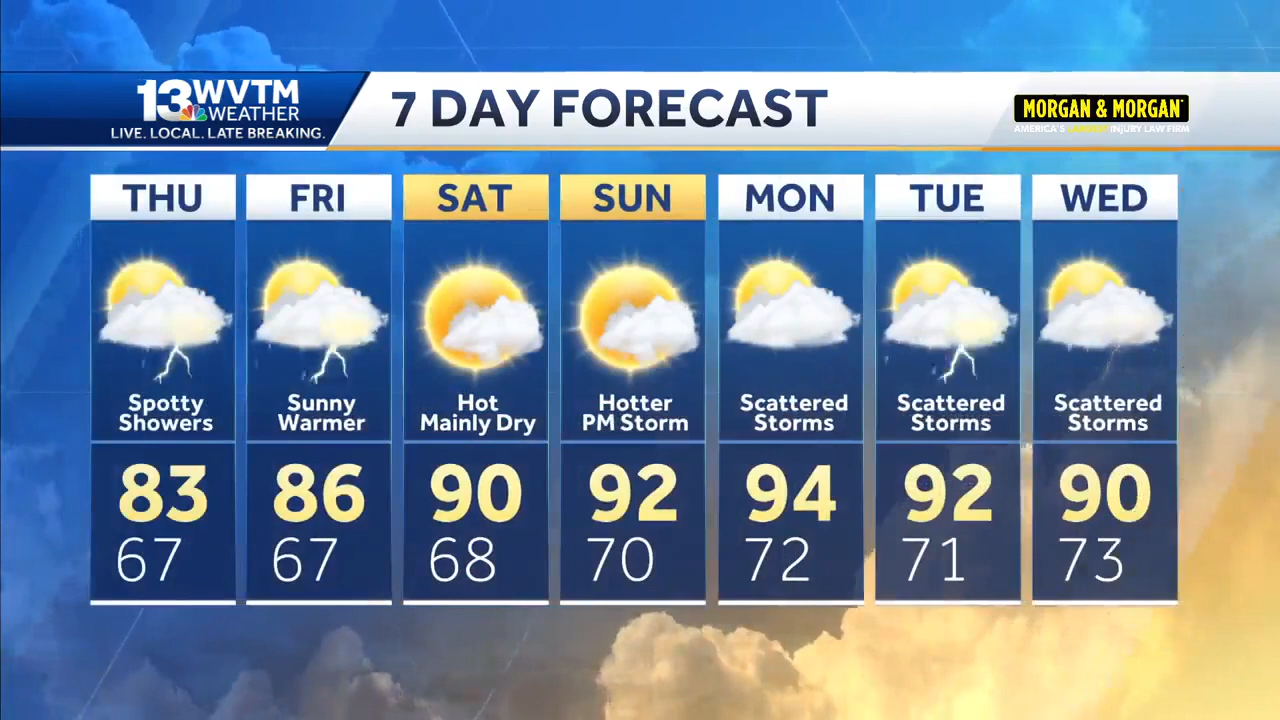 13 WVTM
WEATHER
LIVE. LOCAL. LATE BREAKING.
7 DAY FORECAST
MORGAN & MORGAN
AMERICA'S LARGEST INJURY LAW FIRM
THU
FRI
SAT
SUN
MON
TUE
WED
Spotty
Showers
Sunny
Warmer
Hot
Mainly Dry
Hotter
PM Storm
Scattered
Storms
Scattered
Storms
Scattered
Storms
83
86
90
92
94
92
90
67
67
68
70
72
71
73